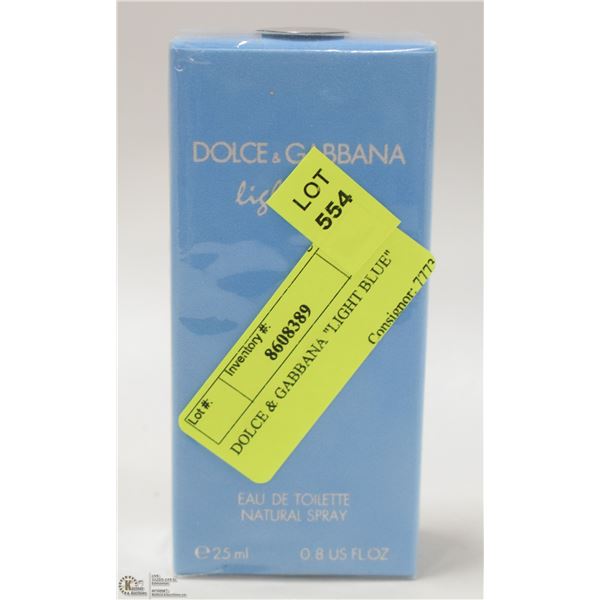 DOLCE & GABBANA
LOT
554
Lot #:
Inventory #:
8608389
DOLCE & GABBANA "LIGHT BLUE"
Consignor: 7773
EAU DE TOILETTE
NATURAL SPRAY
e 25 ml 0.8 US FL OZ